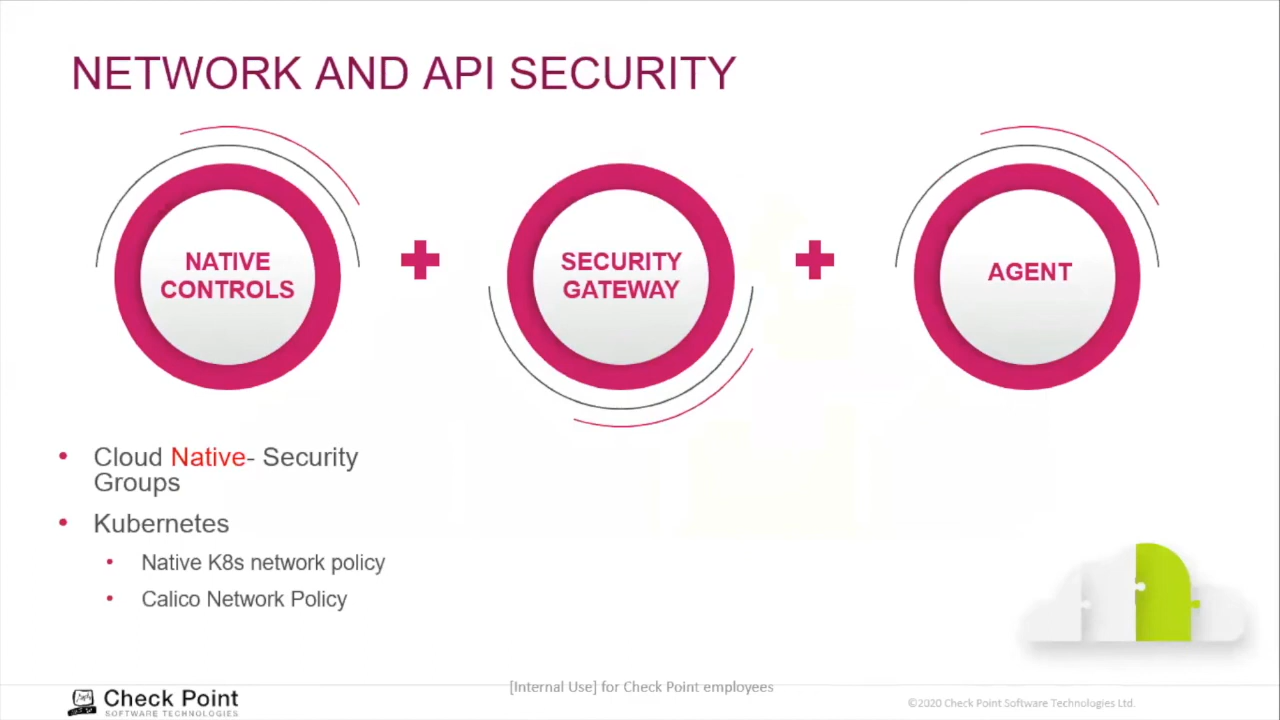 NETWORK AND API SECURITY
NATIVE
CONTROLS
SECURITY
GATEWAY
AGENT
• Cloud Native- Security
Groups
• Kubernetes
• Native K8s network policy
• Calico Network Policy
Check Point
SOFTWARE TECHNOLOGIES
[Internal Use] for Check Point employees
©2020 Check Point Software Technologies Ltd.